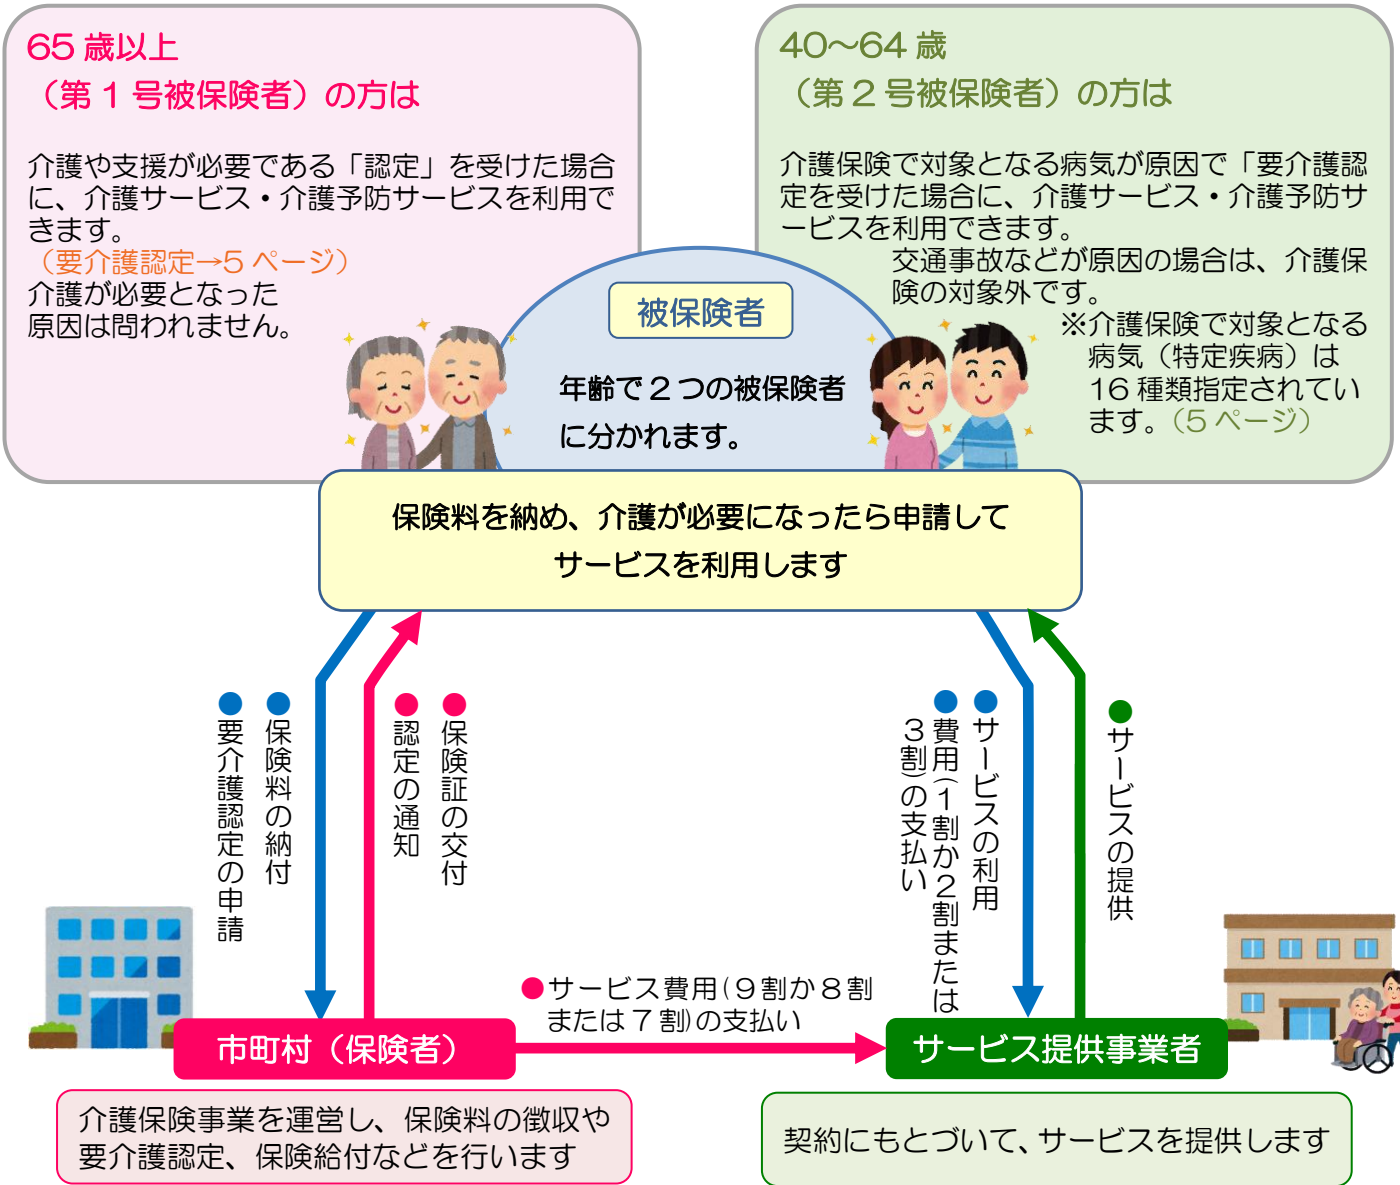 65歳以上
（第1号被保険者）の方は
介護や支援が必要である「認定」を受けた場合
に、介護サービス・介護予防サービスを利用で
きます。
（要介護認定→5ページ）
介護が必要となった
原因は問われません。
40～64歳
（第2号被保険者）の方は
介護保険で対象となる病気が原因で「要介護認
定を受けた場合に、介護サービス・介護予防サ
ービスを利用できます。
交通事故などが原因の場合は、介護保
険の対象外です。
※介護保険で対象となる
病気（特定疾病）は
16種類指定されてい
ます。（5ページ）
被保険者
年齢で2つの被保険者
に分かれます。
保険料を納め、介護が必要になったら申請して
サービスを利用します
●保険料の納付
●要介護認定の申請
●保険証の交付
●認定の通知
●サービスの利用
●費用(1割か2割または
3割)の支払い
●サービスの提供
●サービス費用(9割か8割
または7割)の支払い
市町村（保険者）
サービス提供事業者
介護保険事業を運営し、保険料の徴収や
要介護認定、保険給付などを行います
契約にもとづいて、サービスを提供します